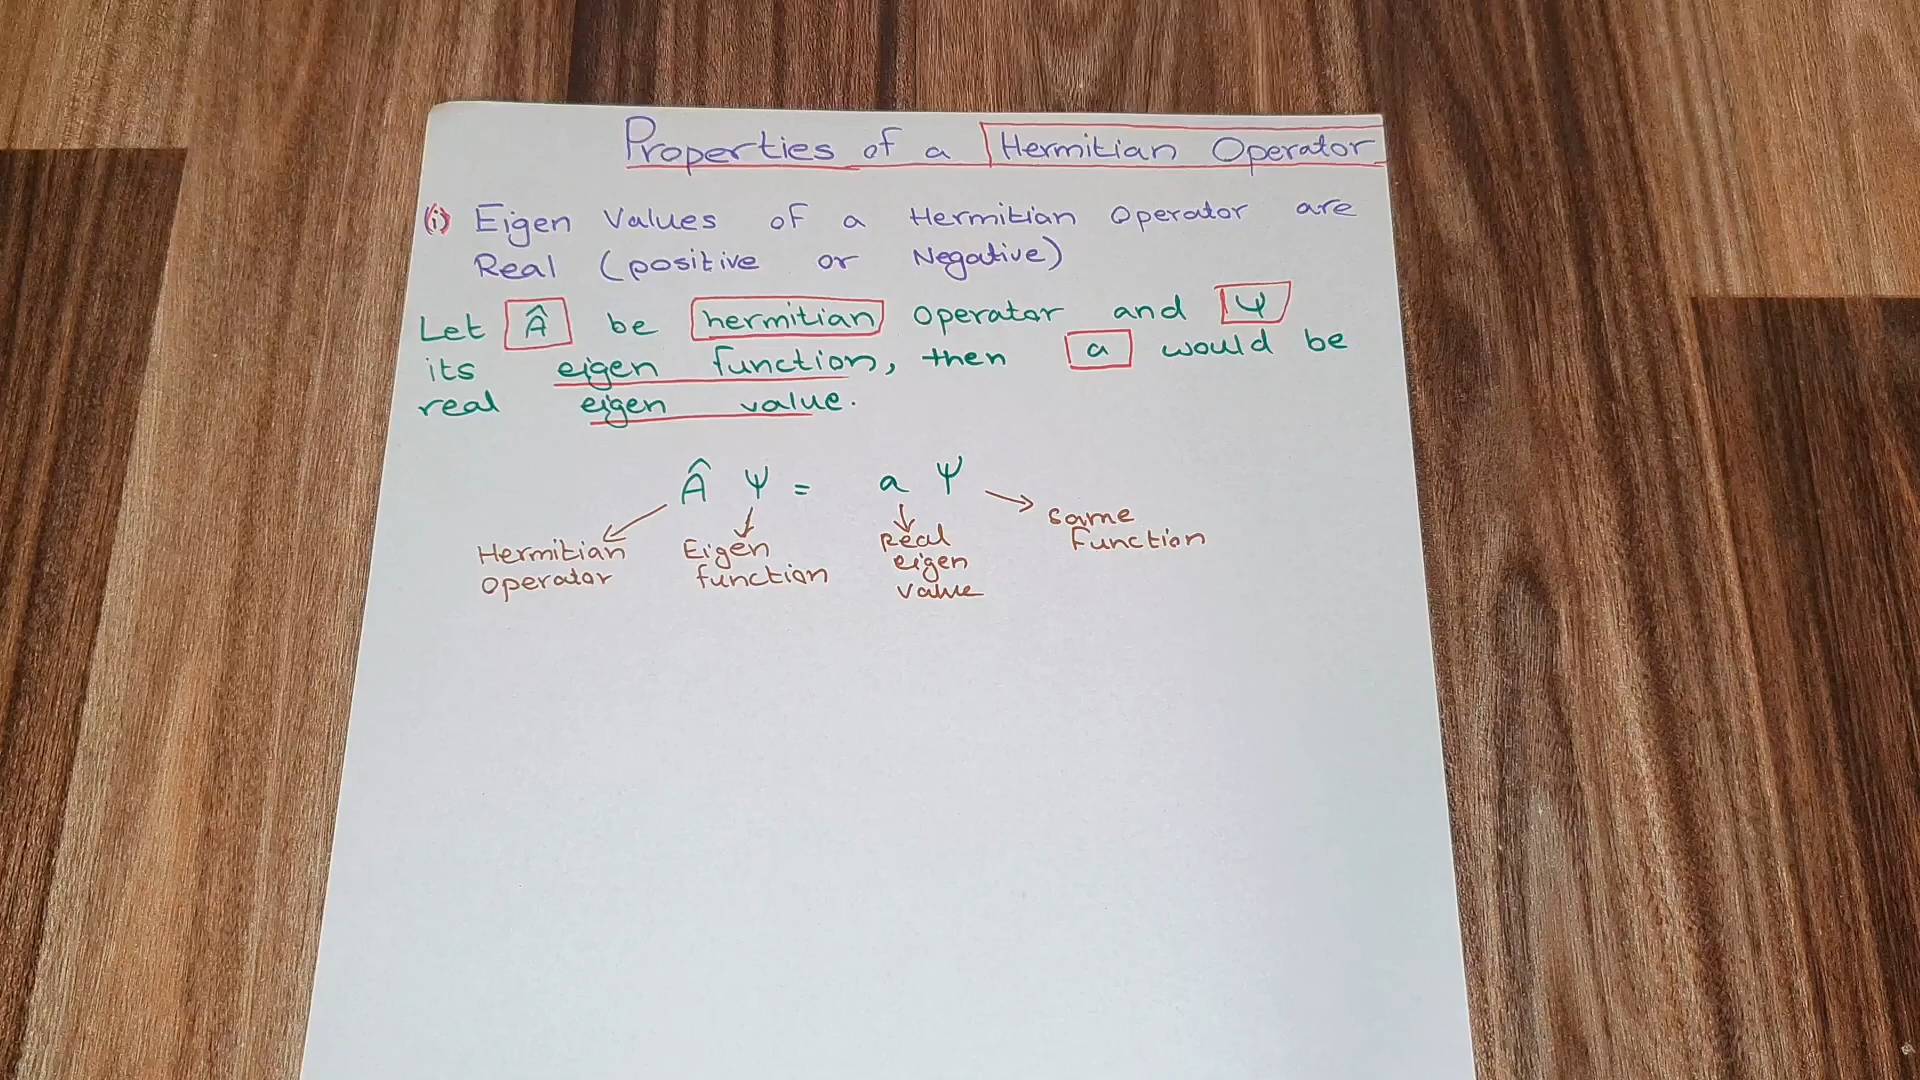 Properties of a Hermitian Operator
(i) Eigen Values of a Hermitian Operator are
Real (positive or Negative)
Let Â be hermitian operator and Ψ
its eigen function, then a would be
real eigen value.
Â Ψ = a Ψ
Hermitian operator
Eigen function
Real eigen value
same Function